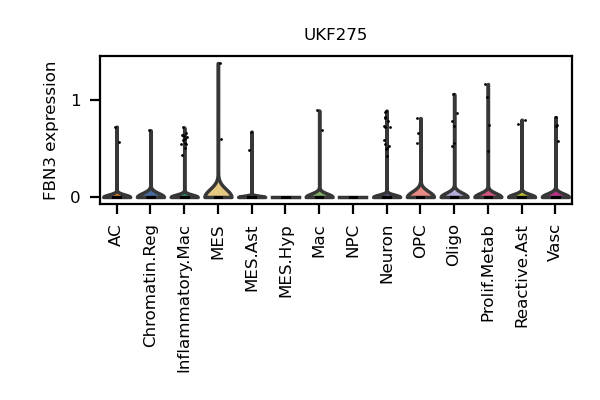 UKF275
FBN3 expression
1
0
AC
Chromatin.Reg
Inflammatory.Mac
MES
MES.Ast
MES.Hyp
Mac
NPC
Neuron
OPC
Oligo
Prolif.Metab
Reactive.Ast
Vasc